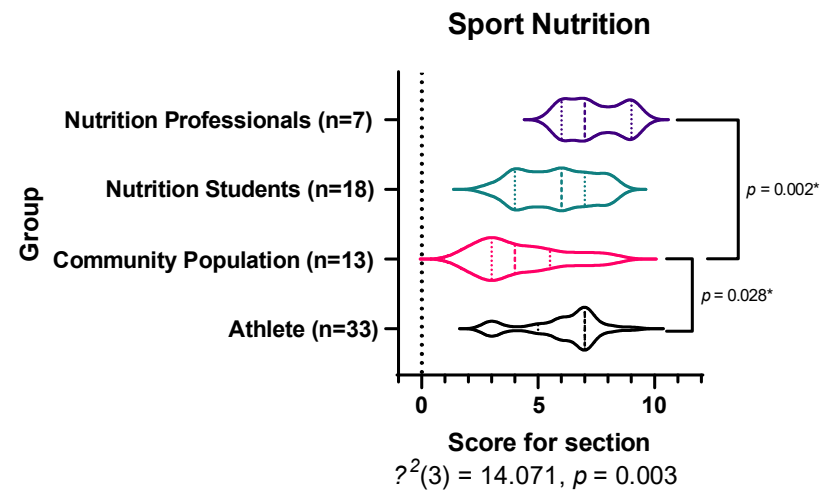 Sport Nutrition
Group
Nutrition Professionals (n=7)
Nutrition Students (n=18)
Community Population (n=13)
Athlete (n=33)
p = 0.002*
p = 0.028*
0 5 10
Score for section
?²(3) = 14.071, p = 0.003